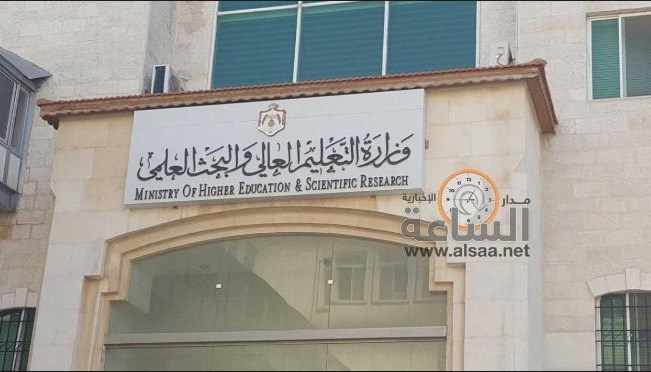 وزارة التعليم العالي والبحث العلمي
MINISTRY OF HIGHER EDUCATION & SCIENTIFIC RESEARCH
مدار
الإخبارية
الساعة
www.alsaa.net